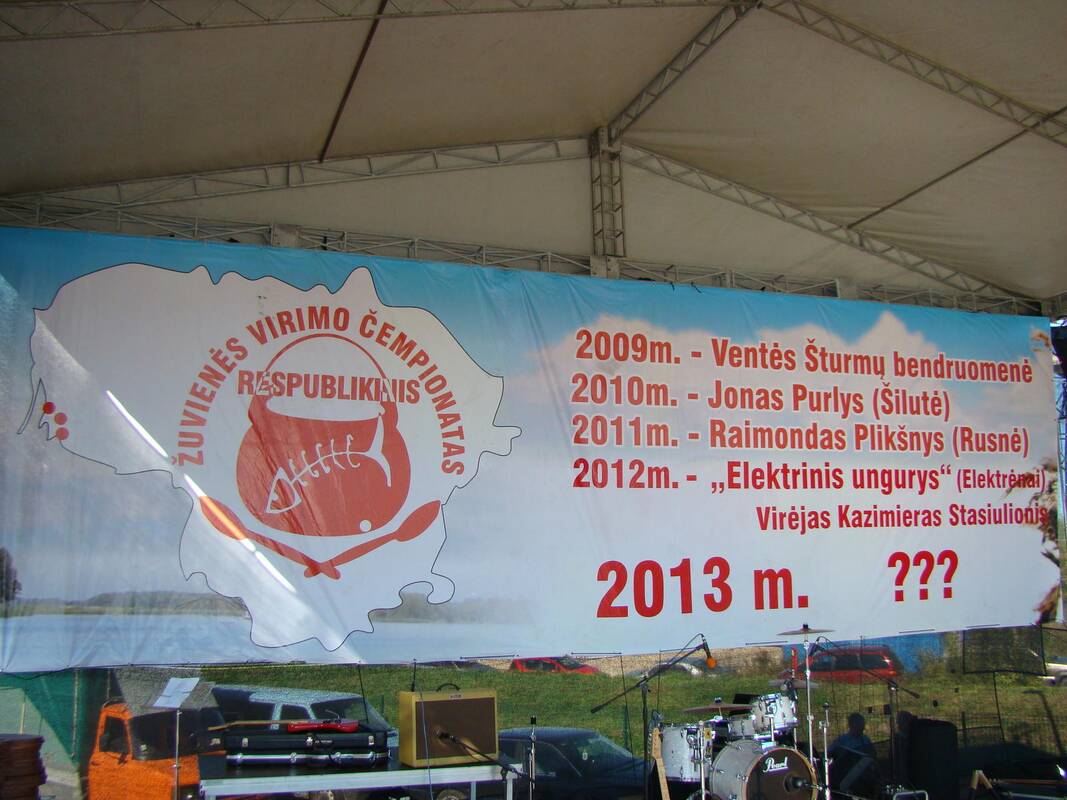 ŽUVIENĖS VIRIMO ČEMPIONATAS
RESPUBLIKINIS
2009m. - Ventės Šturmų bendruomenė
2010m. - Jonas Purlys (Šilutė)
2011m. - Raimondas Plikšnys (Rusnė)
2012m. - „Elektrinis ungurys“ (Elektrėnai)
Virėjas Kazimieras Stasiulionis
2013 m. ???
Pearl